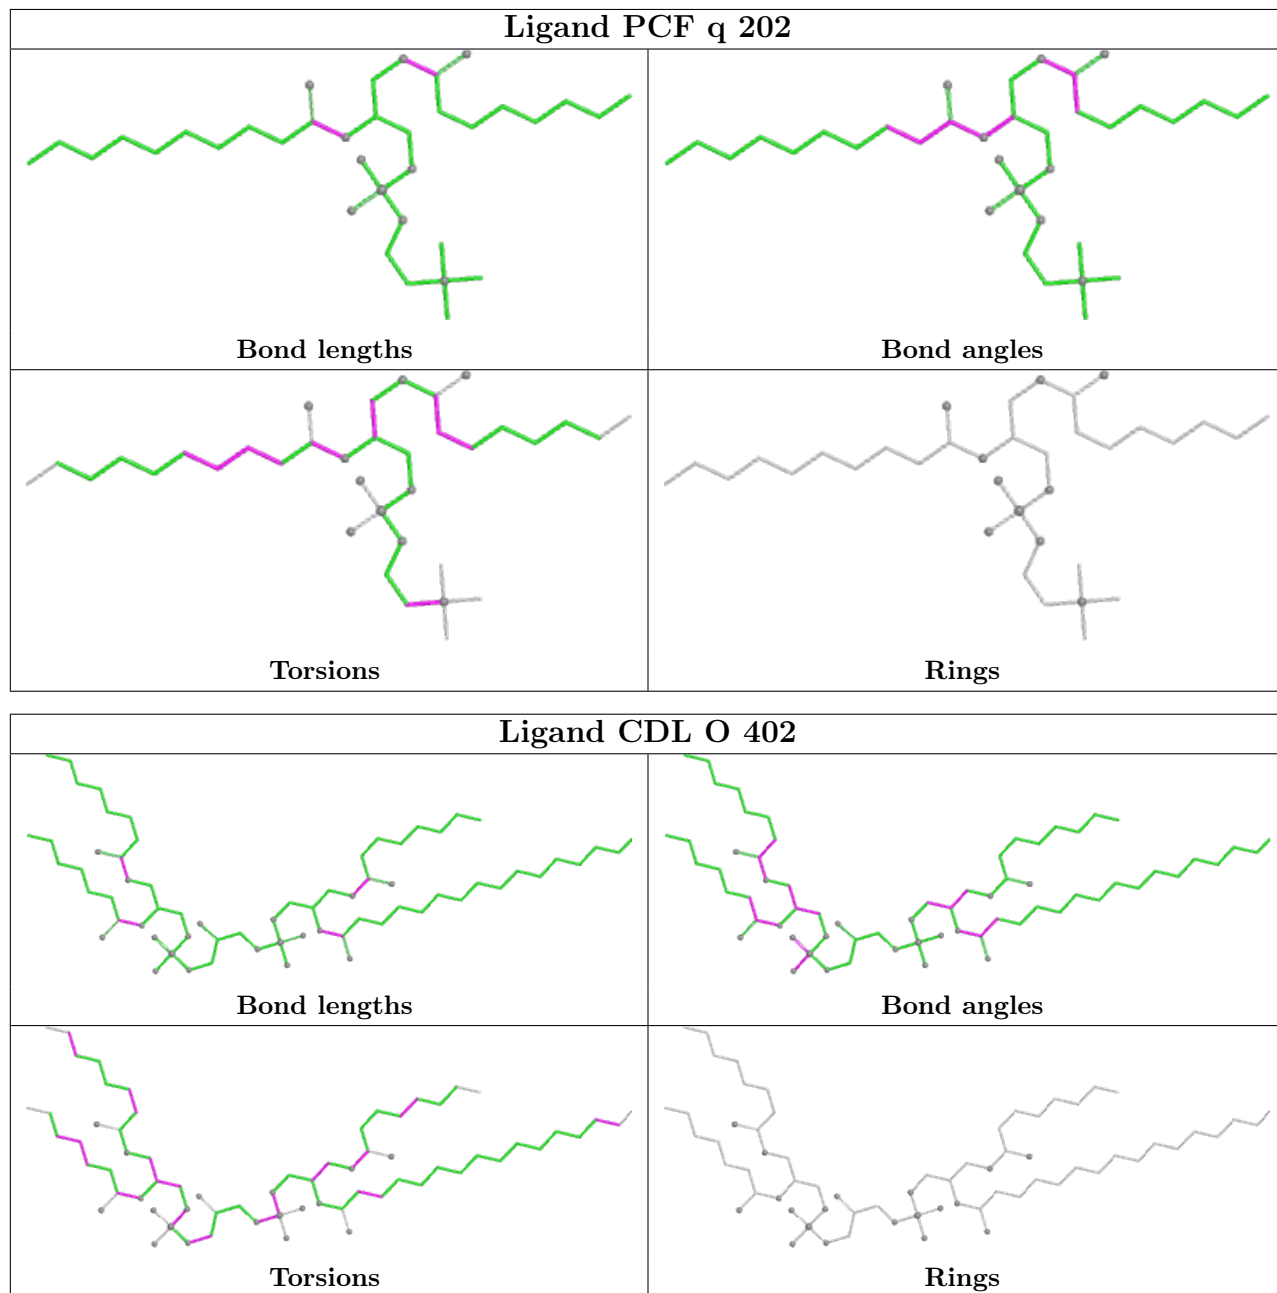 Ligand PCF q 202
Bond lengths
Bond angles
Torsions
Rings
Ligand CDL O 402
Bond lengths
Bond angles
Torsions
Rings